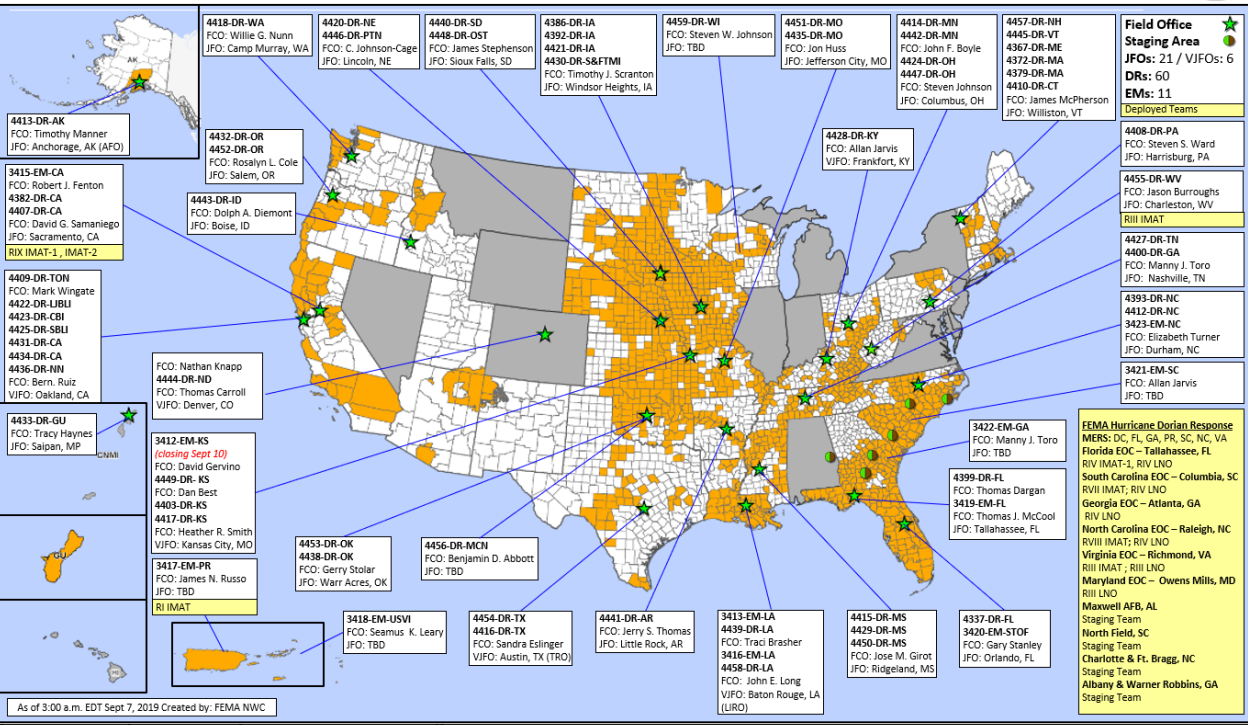 4418-DR-WA
FCO: Willie G. Nunn
JFO: Camp Murray, WA
4420-DR-NE
4446-DR-PTN
FCO: C. Johnson-Cage
JFO: Lincoln, NE
4440-DR-SD
4448-DR-OST
FCO: James Stephenson
JFO: Sioux Falls, SD
4386-DR-IA
4392-DR-IA
4421-DR-IA
4430-DR-S&FTMI
FCO: Timothy J. Scranton
JFO: Windsor Heights, IA
4459-DR-WI
FCO: Steven W. Johnson
JFO: TBD
4451-DR-MO
4435-DR-MO
FCO: Jon Huss
JFO: Jefferson City, MO
4414-DR-MN
4442-DR-MN
FCO: John F. Boyle
4424-DR-OH
4447-DR-OH
FCO: Steven Johnson
JFO: Columbus, OH
4457-DR-NH
4445-DR-VT
4367-DR-ME
4372-DR-MA
4379-DR-MA
4410-DR-CT
FCO: James McPherson
JFO: Williston, VT
Field Office
Staging Area
JFOs: 21 / VJFOs: 6
DRs: 60
EMs: 11
Deployed Teams
AK
4413-DR-AK
FCO: Timothy Manner
JFO: Anchorage, AK (AFO)
4432-DR-OR
4452-DR-OR
FCO: Rosalyn L. Cole
JFO: Salem, OR
4428-DR-KY
FCO: Allan Jarvis
VJFO: Frankfort, KY
4408-DR-PA
FCO: Steven S. Ward
JFO: Harrisburg, PA
3415-EM-CA
FCO: Robert J. Fenton
4382-DR-CA
4407-DR-CA
FCO: David G. Samaniego
JFO: Sacramento, CA
RIX IMAT-1 , IMAT-2
4443-DR-ID
FCO: Dolph A. Diemont
JFO: Boise, ID
4455-DR-WV
FCO: Jason Burroughs
JFO: Charleston, WV
RIII IMAT
4427-DR-TN
4400-DR-GA
FCO: Manny J. Toro
JFO:  Nashville, TN
4409-DR-TON
FCO: Mark Wingate
4422-DR-LJBLI
4423-DR-CBI
4425-DR-SBLI
4431-DR-CA
4434-DR-CA
4436-DR-NN
FCO: Bern. Ruiz
VJFO: Oakland, CA
4393-DR-NC
4412-DR-NC
3423-EM-NC
FCO: Elizabeth Turner
JFO: Durham, NC
FCO: Nathan Knapp
4444-DR-ND
FCO: Thomas Carroll
VJFO: Denver, CO
3421-EM-SC
FCO: Allan Jarvis
JFO: TBD
4433-DR-GU
FCO: Tracy Haynes
JFO: Saipan, MP
CNMI
3412-EM-KS
(closing Sept 10)
FCO: David Gervino
4449-DR- KS
FCO: Dan Best
4403-DR-KS
4417-DR-KS
FCO: Heather R. Smith
VJFO: Kansas City, MO
3422-EM-GA
FCO: Manny J. Toro
JFO: TBD
4399-DR-FL
FCO: Thomas Dargan
3419-EM-FL
FCO: Thomas J. McCool
JFO: Tallahassee, FL
FEMA Hurricane Dorian Response
MERS: DC, FL, GA, PR, SC, NC, VA
Florida EOC – Tallahassee, FL
RIV IMAT-1, RIV LNO
South Carolina EOC – Columbia, SC
RVII IMAT; RIV LNO
Georgia EOC – Atlanta, GA
RIV LNO
North Carolina EOC – Raleigh, NC
RVIII IMAT; RIV LNO
Virginia EOC – Richmond, VA
RIII IMAT ; RIII LNO
Maryland EOC –  Owens Mills, MD
RIII LNO
Maxwell AFB, AL
Staging Team
North Field, SC
Staging Team
Charlotte & Ft. Bragg, NC
Staging Team
Albany & Warner Robbins, GA
Staging Team
GU
4453-DR-OK
4438-DR-OK
FCO: Gerry Stolar
JFO: Warr Acres, OK
4456-DR-MCN
FCO: Benjamin D. Abbott
JFO: TBD
3417-EM-PR
FCO: James N. Russo
JFO: TBD
RI IMAT
3418-EM-USVI
FCO: Seamus  K. Leary
JFO: TBD
4454-DR-TX
4416-DR-TX
FCO: Sandra Eslinger
VJFO: Austin, TX (TRO)
4441-DR-AR
FCO: Jerry S. Thomas
JFO: Little Rock, AR
3413-EM-LA
4439-DR-LA
FCO: Traci Brasher
3416-EM-LA
4458-DR-LA
FCO:  John E. Long
VJFO: Baton Rouge, LA
(LIRO)
4415-DR-MS
4429-DR-MS
4450-DR-MS
FCO: Jose M. Girot
JFO: Ridgeland, MS
4337-DR-FL
3420-EM-STOF
FCO: Gary Stanley
JFO: Orlando, FL
HI
As of 3:00 a.m. EDT Sept 7, 2019 Created by: FEMA NWC